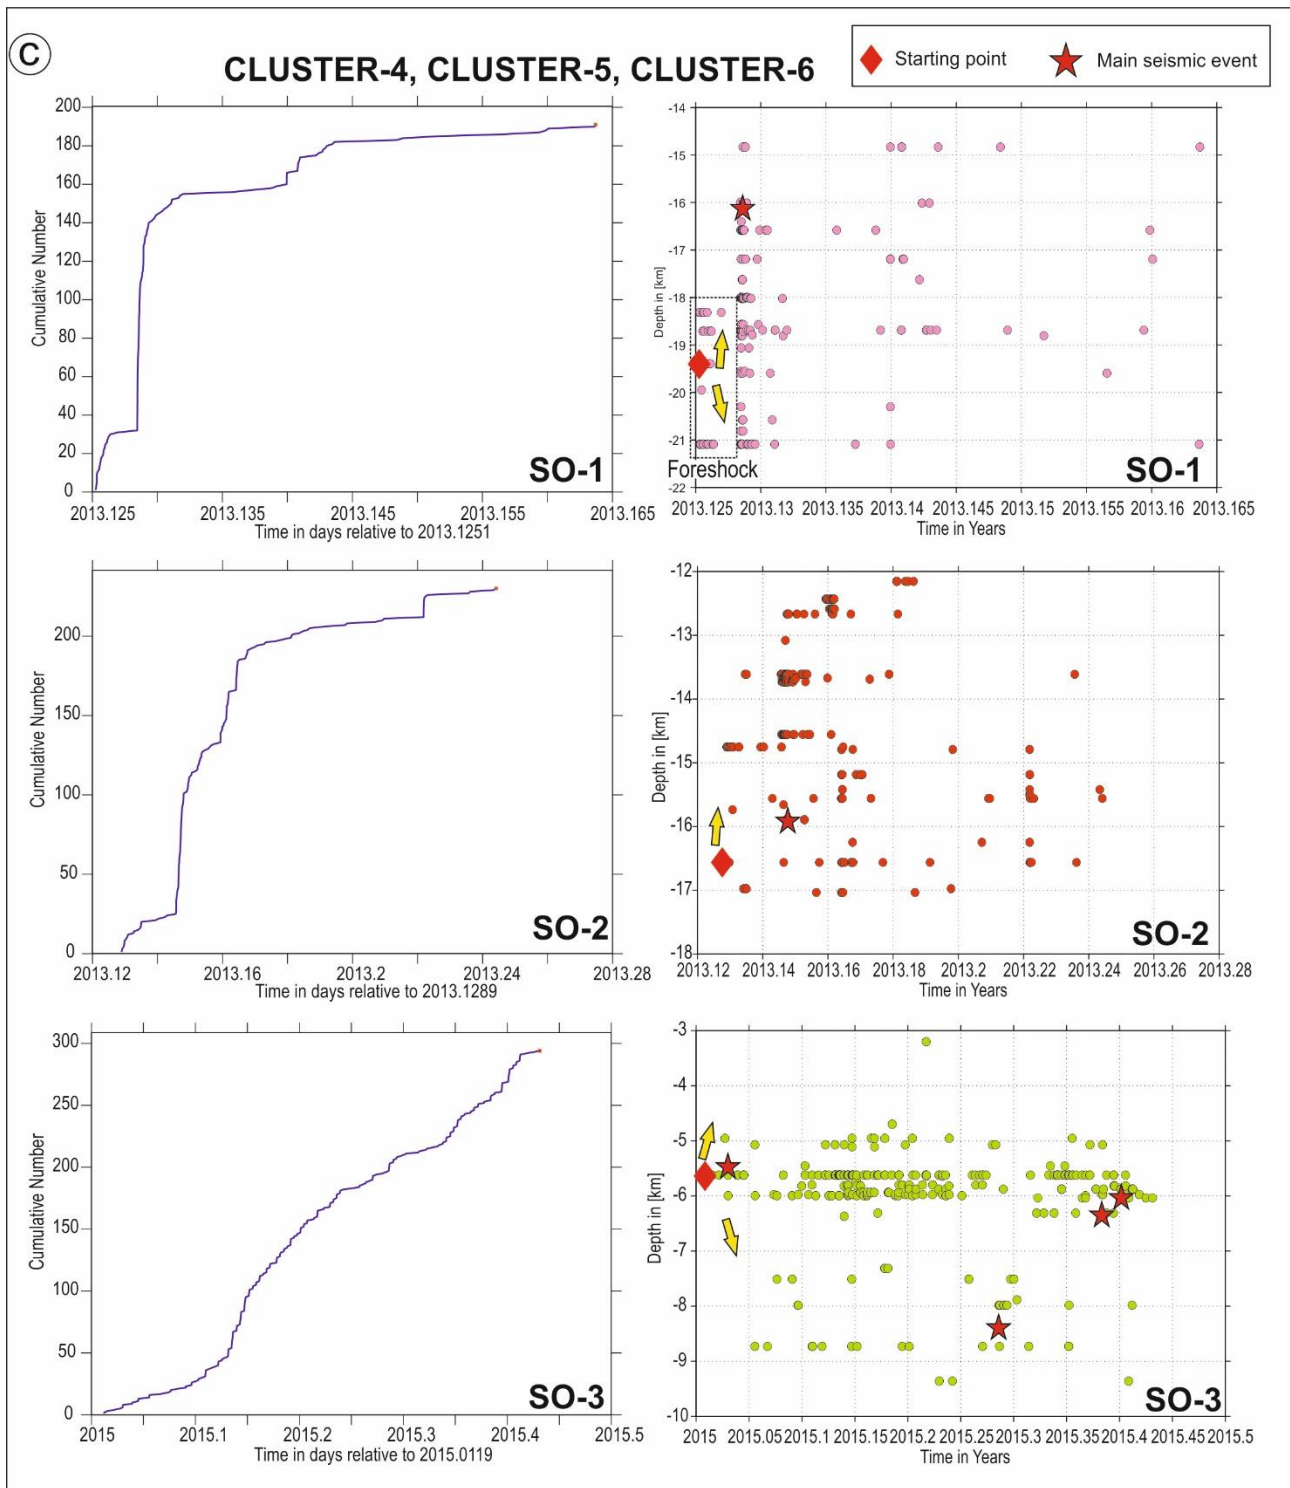 C
CLUSTER-4, CLUSTER-5, CLUSTER-6
Starting point
Main seismic event
200
180
160
140
120
100
80
60
40
20
0
Cumulative Number
SO-1
2013.125 2013.135 2013.145 2013.155 2013.165
Time in days relative to 2013.1251
-14
-15
-16
-17
-18
-19
-20
-21
-22
Depth in [km]
Foreshock
SO-1
2013.125 2013.13 2013.135 2013.14 2013.145 2013.15 2013.155 2013.16 2013.165
Time in Years
200
150
100
50
0
Cumulative Number
SO-2
2013.12 2013.16 2013.2 2013.24 2013.28
Time in days relative to 2013.1289
-12
-13
-14
-15
-16
-17
-18
Depth in [km]
SO-2
2013.12 2013.14 2013.16 2013.18 2013.2 2013.22 2013.24 2013.26 2013.28
Time in Years
300
250
200
150
100
50
0
Cumulative Number
SO-3
2015 2015.1 2015.2 2015.3 2015.4 2015.5
Time in days relative to 2015.0119
-3
-4
-5
-6
-7
-8
-9
-10
Depth in [km]
SO-3
2015 2015.05 2015.1 2015.15 2015.2 2015.25 2015.3 2015.35 2015.4 2015.45 2015.5
Time in Years